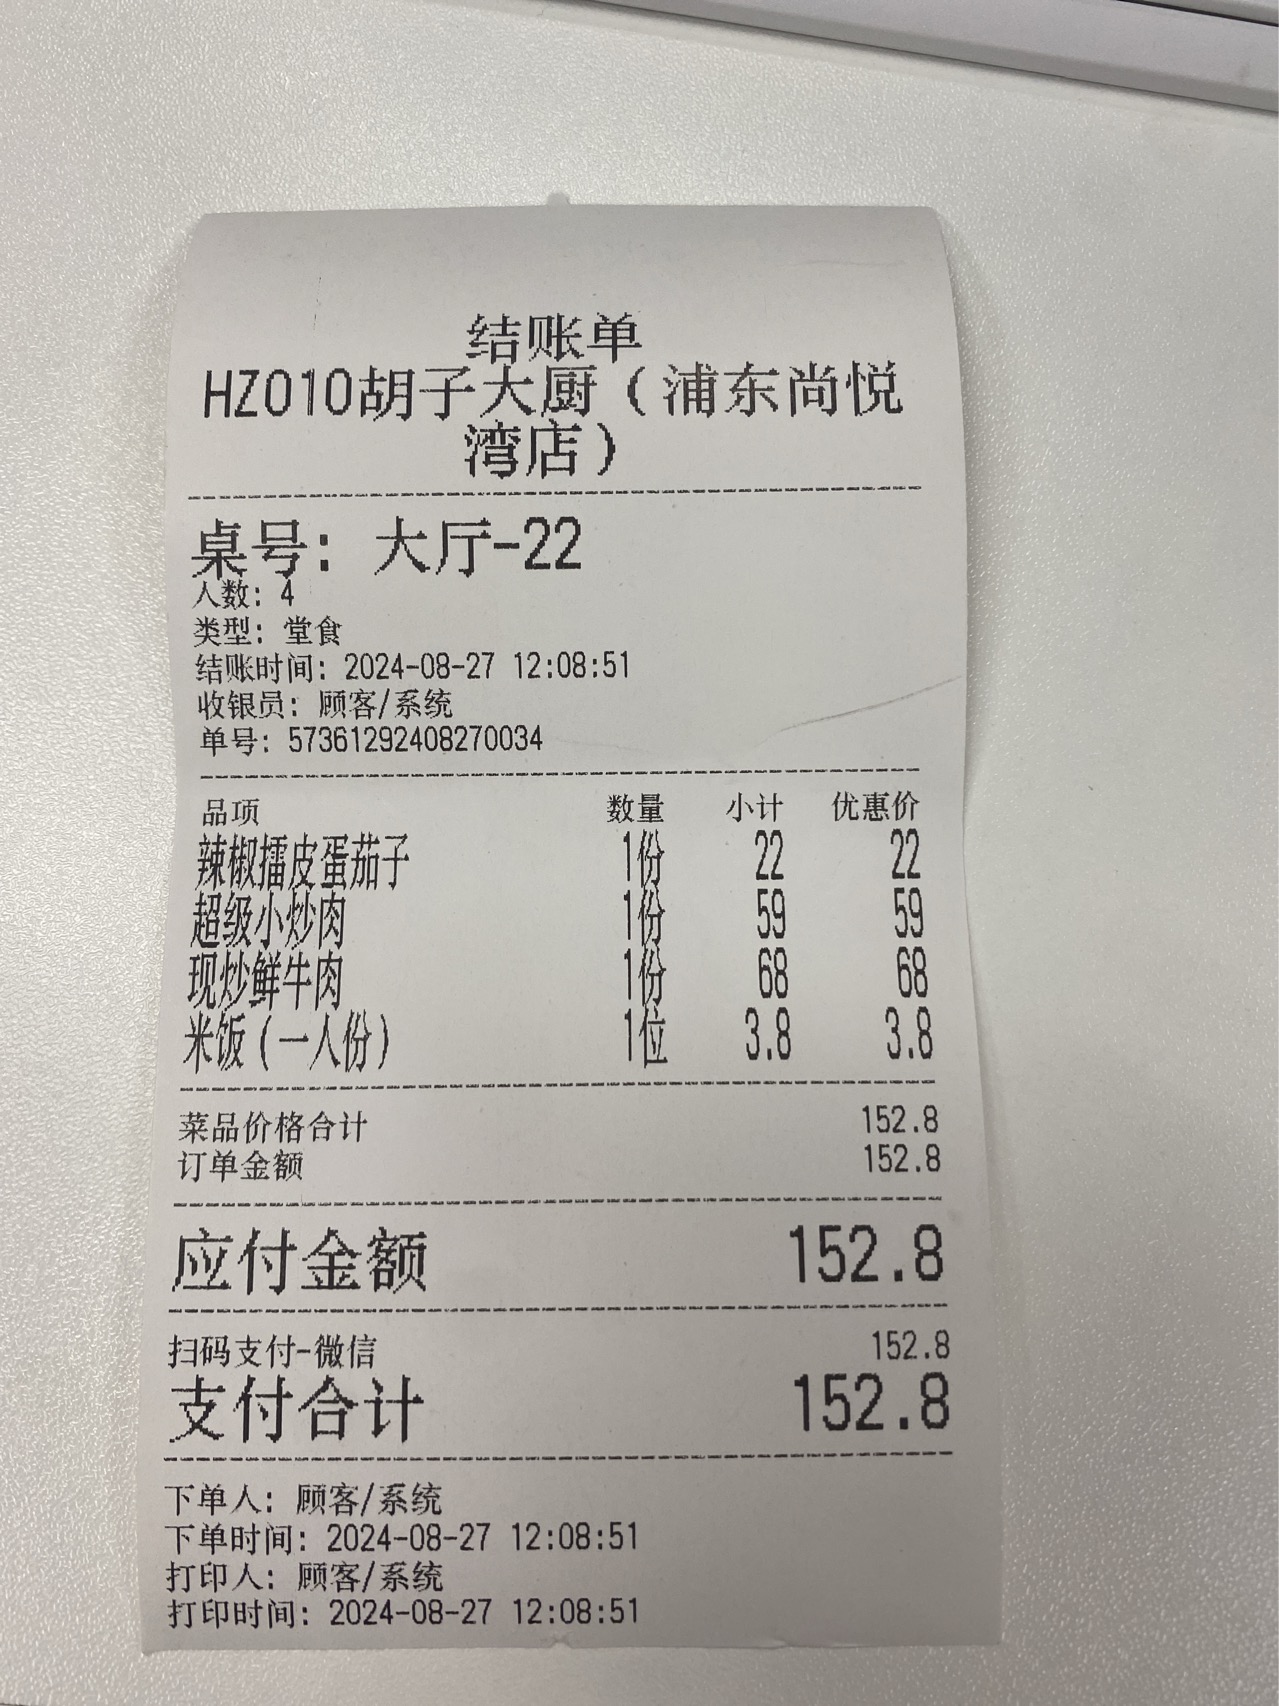 结账单
HZ010胡子大厨(浦东尚悦
湾店)
桌号: 大厅-22
人数: 4
类型: 堂食
结账时间: 2024-08-27 12:08:51
收银员: 顾客/系统
单号: 57361292408270034
品项 数量 小计 优惠价
辣椒擂皮蛋茄子 1份 22 22
超级小炒肉 1份 59 59
现炒鲜牛肉 1份 68 68
米饭(一人份) 1位 3.8 3.8
菜品价格合计 152.8
订单金额 152.8
应付金额 152.8
扫码支付-微信 152.8
支付合计 152.8
下单人: 顾客/系统
下单时间: 2024-08-27 12:08:51
打印人: 顾客/系统
打印时间: 2024-08-27 12:08:51